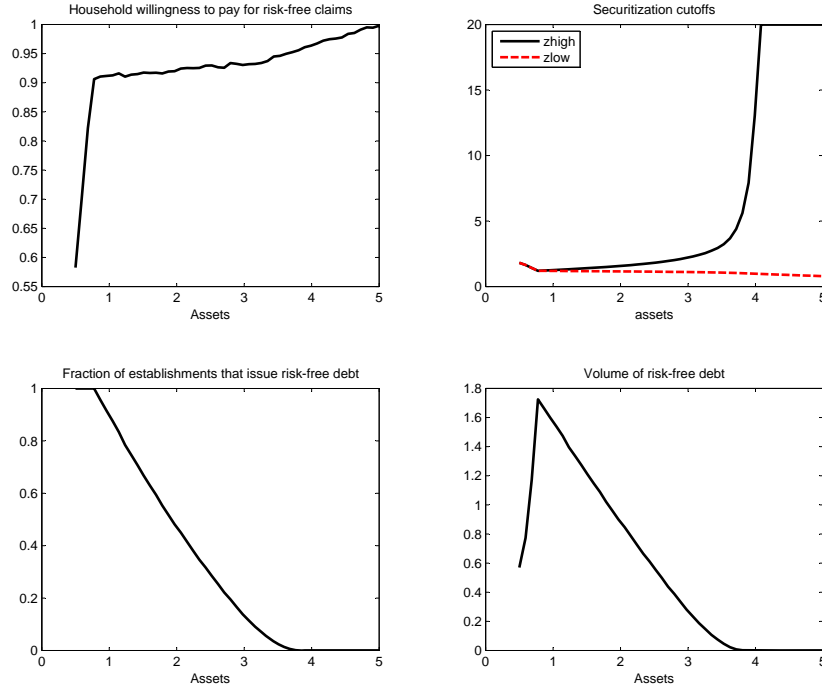 Household willingness to pay for risk-free claims
1
0.95
0.9
0.85
0.8
0.75
0.7
0.65
0.6
0.55
0 1 2 3 4 5
Assets
Securitization cutoffs
20
15
10
5
0
zhigh
zlow
0 1 2 3 4 5
assets
Fraction of establishments that issue risk-free debt
1
0.8
0.6
0.4
0.2
0
0 1 2 3 4 5
Assets
Volume of risk-free debt
1.8
1.6
1.4
1.2
1
0.8
0.6
0.4
0.2
0
0 1 2 3 4 5
Assets